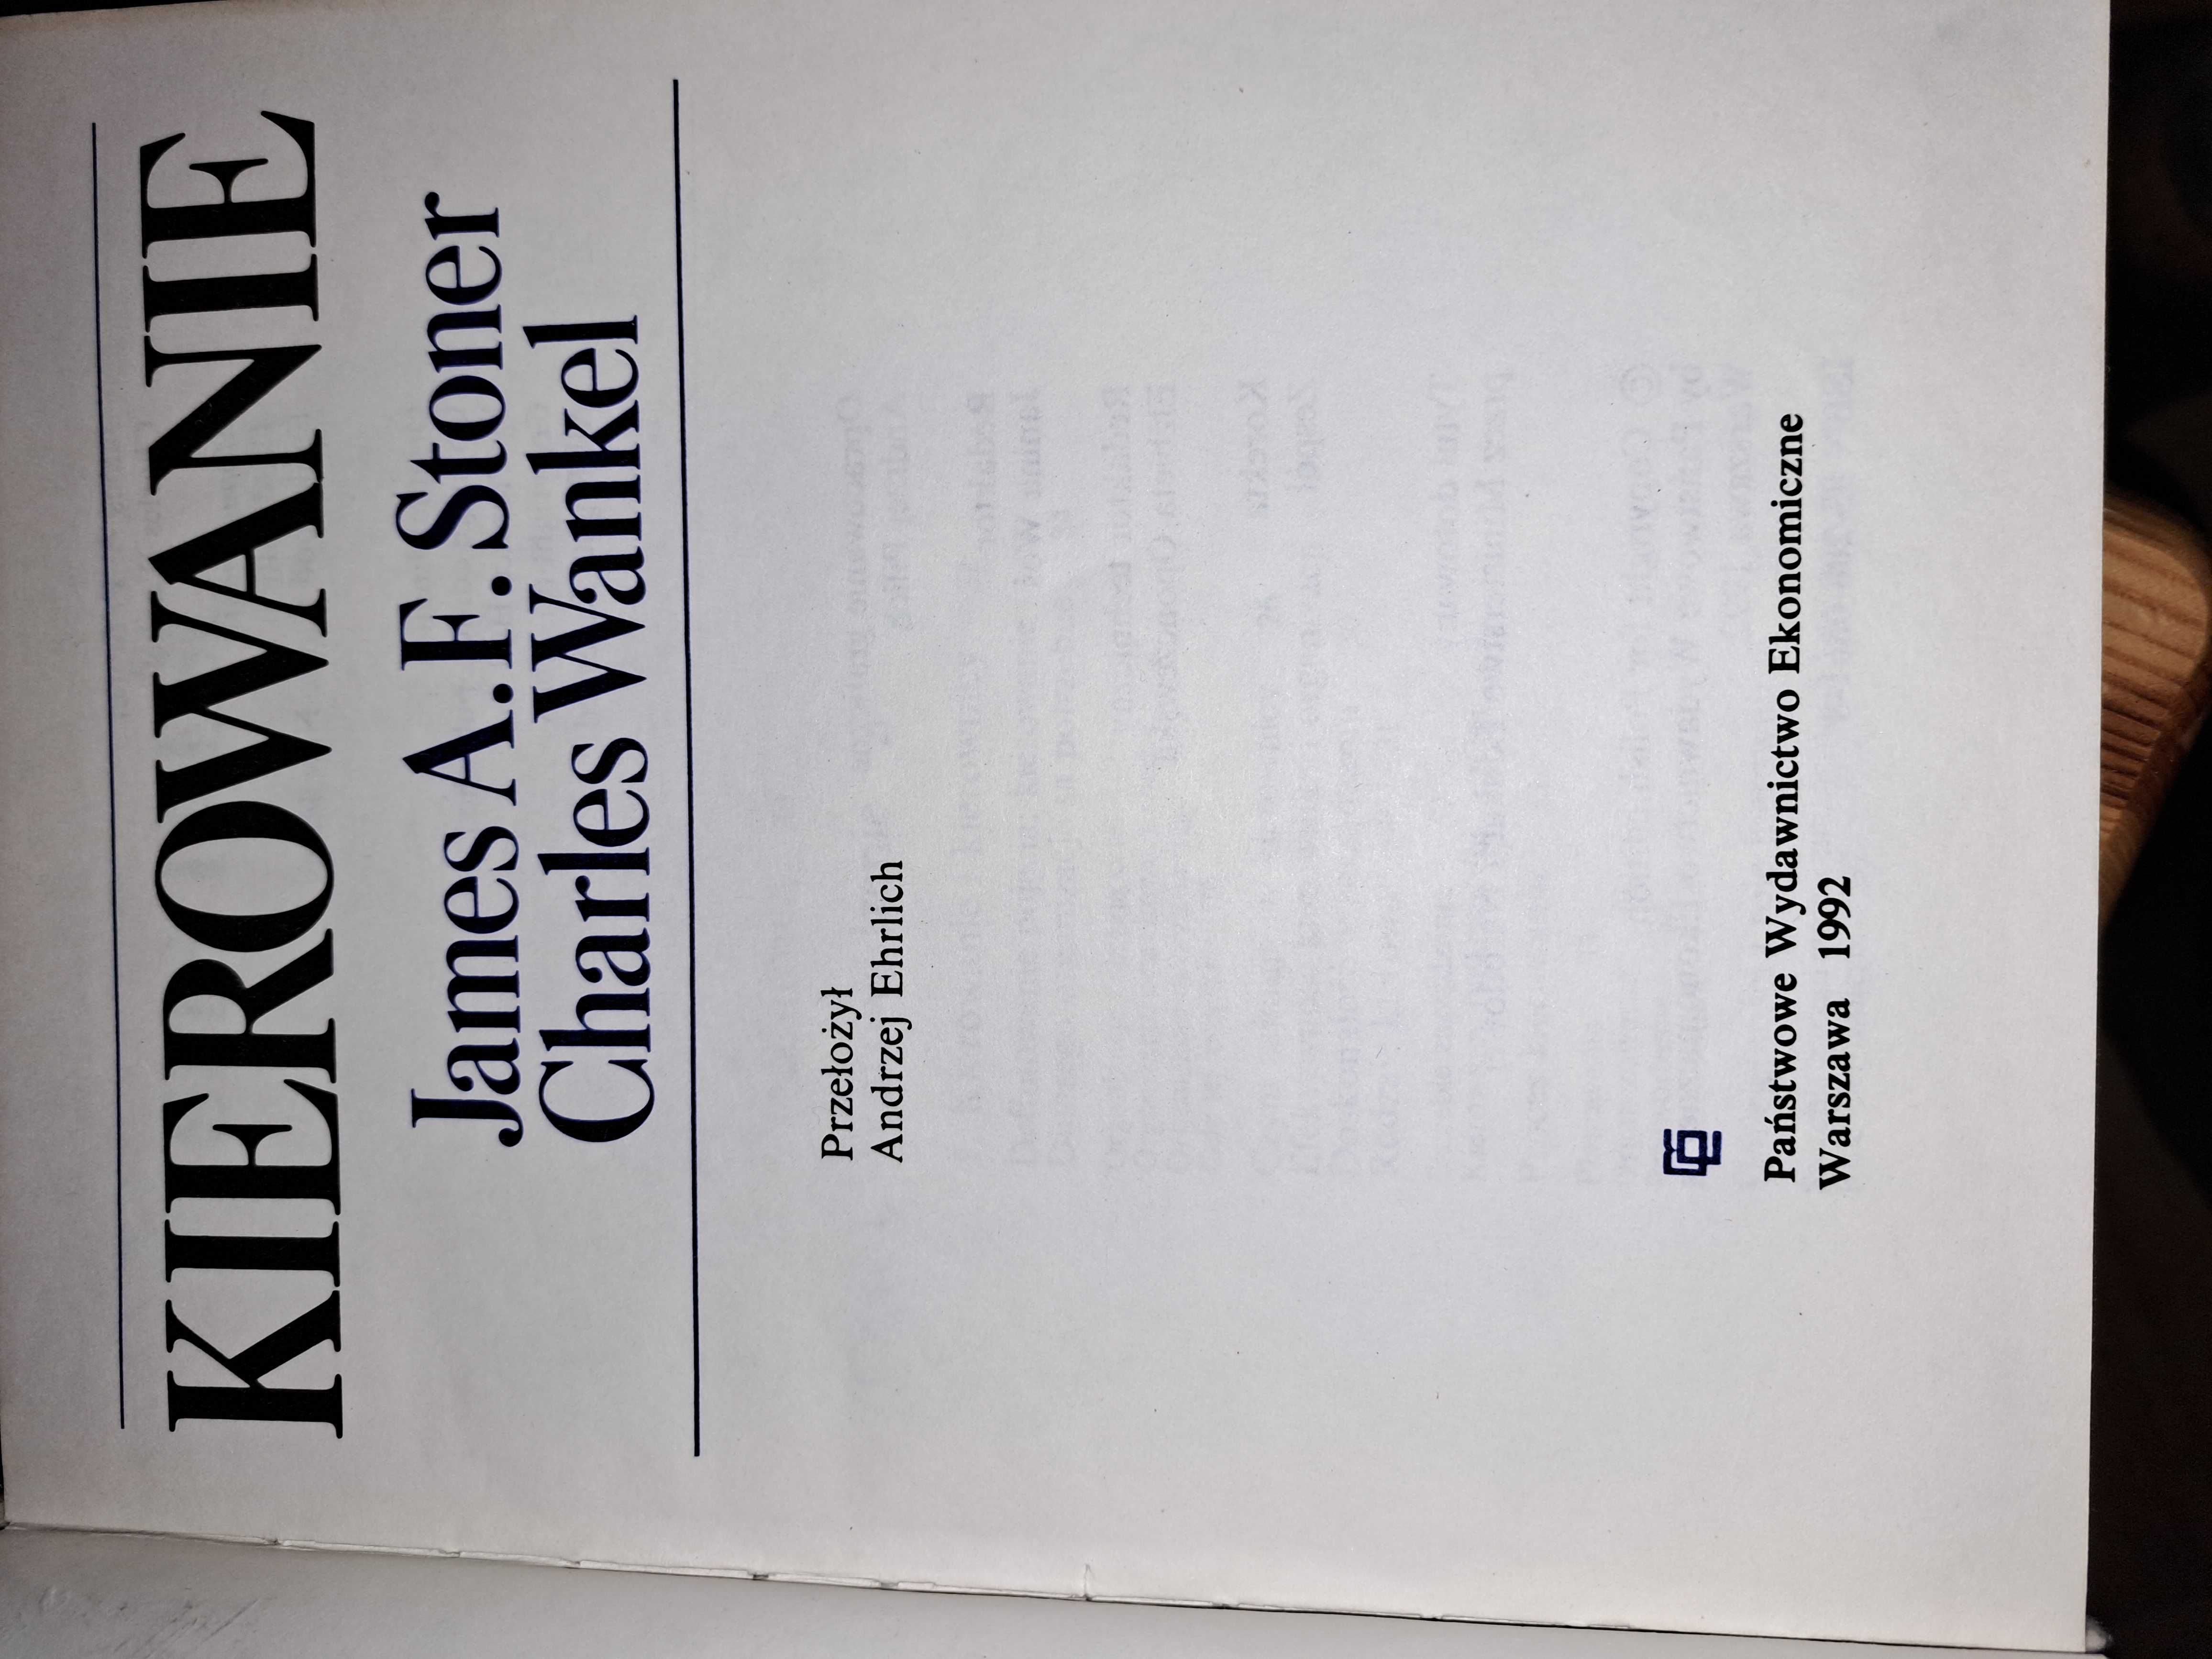 KIEROWANIE
James A.F. Stoner
Charles Wankel
Przełożył
Andrzej Ehrlich
Państwowe Wydawnictwo Ekonomiczne
Warszawa 1992